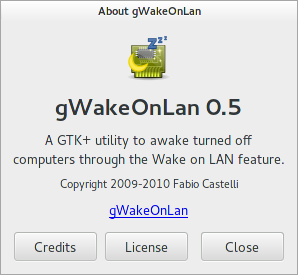 About gWakeOnLan
zzz
gWakeOnLan 0.5
A GTK+ utility to awake turned off
computers through the Wake on LAN feature.
Copyright 2009-2010 Fabio Castelli
gWakeOnLan
Credits License Close